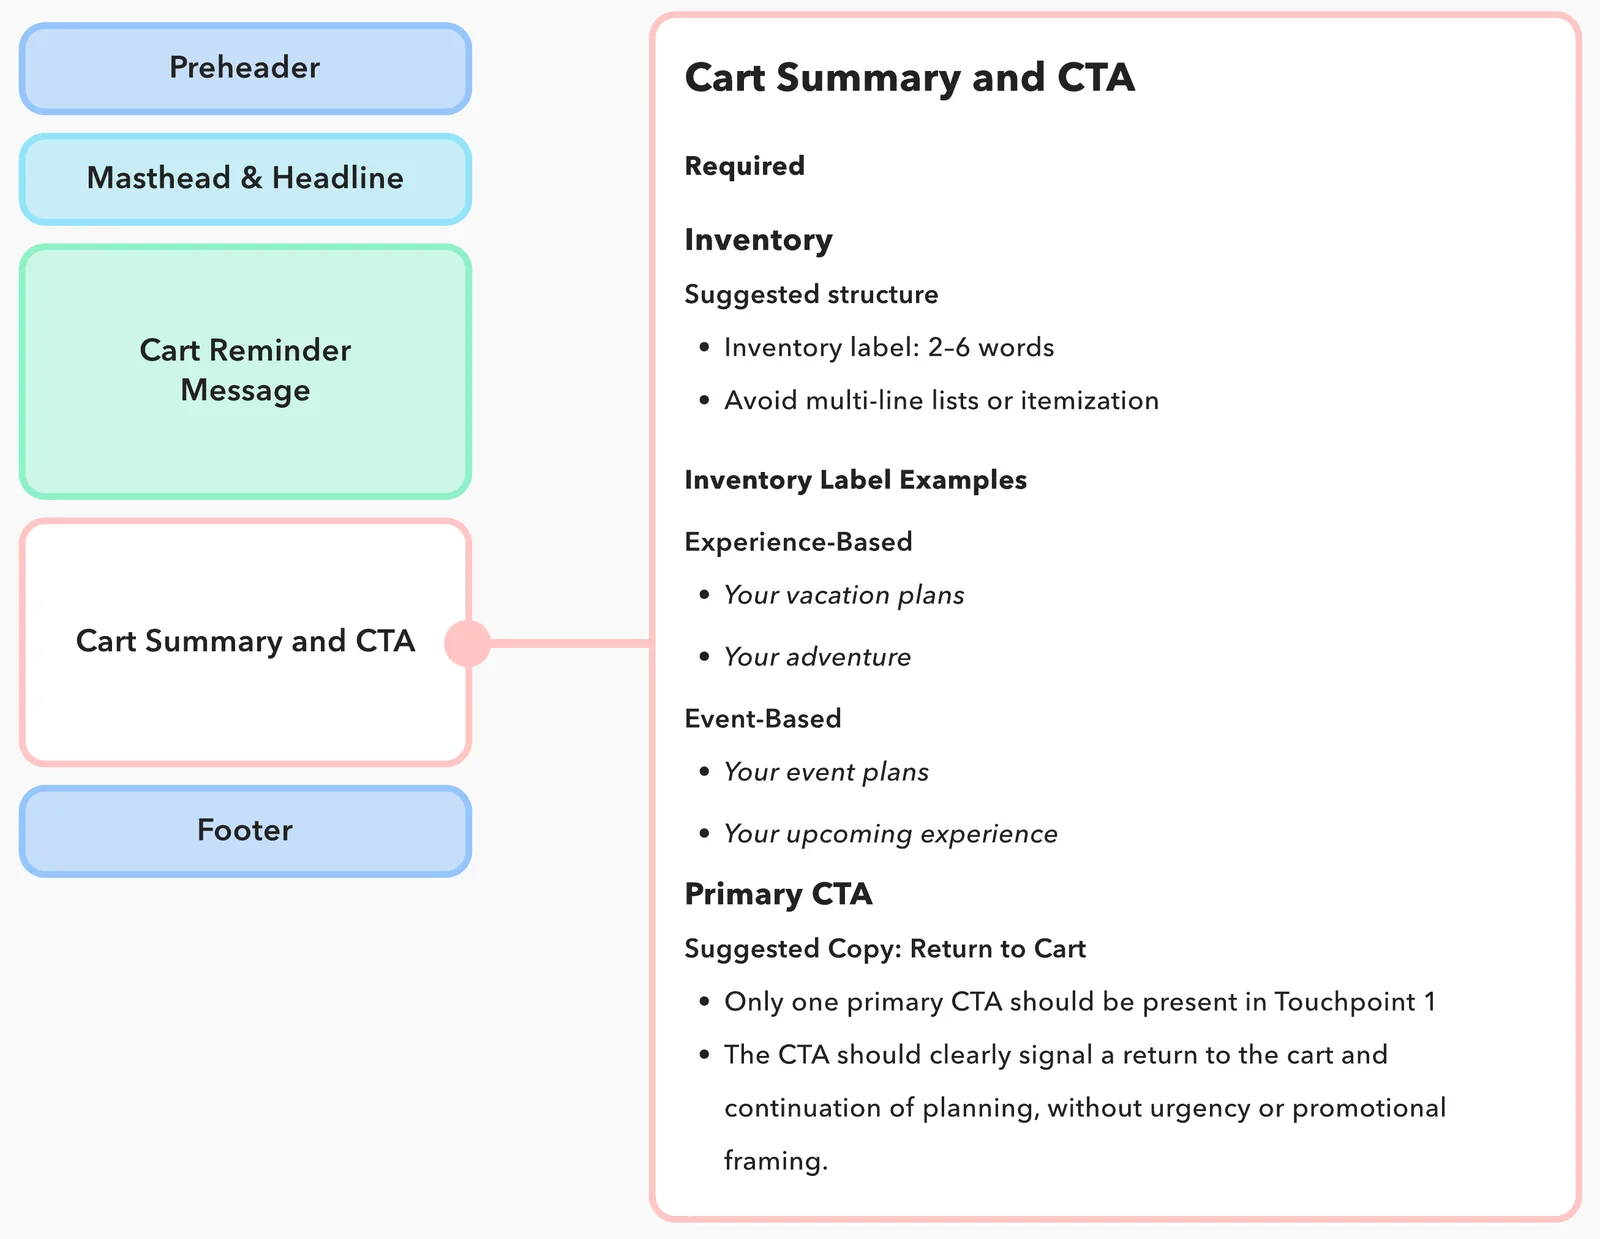 Preheader
Masthead & Headline
Cart Reminder
Message
Cart Summary and CTA
Footer
Cart Summary and CTA
Required
Inventory
Suggested structure
• Inventory label: 2–6 words
• Avoid multi-line lists or itemization
Inventory Label Examples
Experience-Based
• Your vacation plans
• Your adventure
Event-Based
• Your event plans
• Your upcoming experience
Primary CTA
Suggested Copy: Return to Cart
• Only one primary CTA should be present in Touchpoint 1
• The CTA should clearly signal a return to the cart and
continuation of planning, without urgency or promotional
framing.